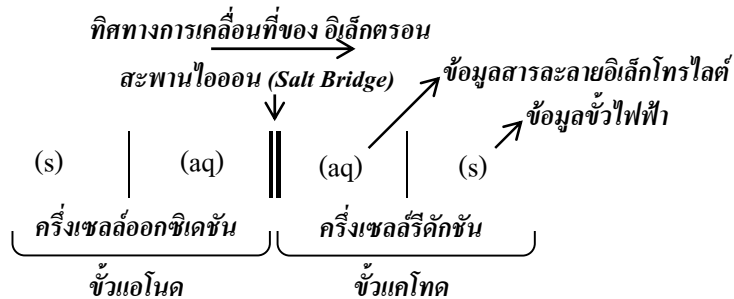 ทิศทางการเคลื่อนที่ของ อิเล็กตรอน
สะพานไอออน (Salt Bridge)
ข้อมูลสารละลายอิเล็กโทรไลต์
ข้อมูลขั้วไฟฟ้า
(s) (aq) (aq) (s)
ครึ่งเซลล์ออกซิเดชัน ครึ่งเซลล์รีดักชัน
ขั้วแอโนด ขั้วแคโทด